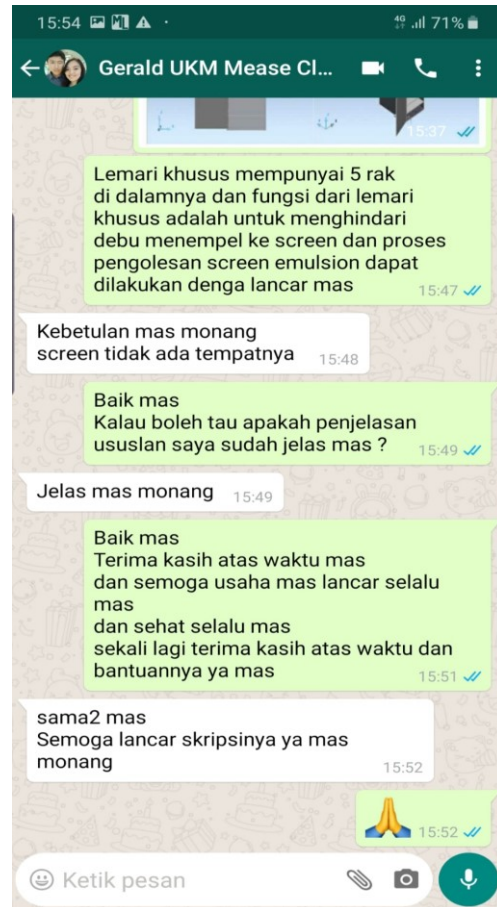 15:54
4G 71%
Gerald UKM Mease Cl...
15:37
Lemari khusus mempunyai 5 rak
di dalamnya dan fungsi dari lemari
khusus adalah untuk menghindari
debu menempel ke screen dan proses
pengolesan screen emulsion dapat
dilakukan denga lancar mas
15:47
Kebetulan mas monang
screen tidak ada tempatnya
15:48
Baik mas
Kalau boleh tau apakah penjelasan
ususlan saya sudah jelas mas ?
15:49
Jelas mas monang
15:49
Baik mas
Terima kasih atas waktu mas
dan semoga usaha mas lancar selalu
mas
dan sehat selalu mas
sekali lagi terima kasih atas waktu dan
bantuannya ya mas
15:51
sama2 mas
Semoga lancar skripsinya ya mas
monang
15:52
🙏
15:52
Ketik pesan